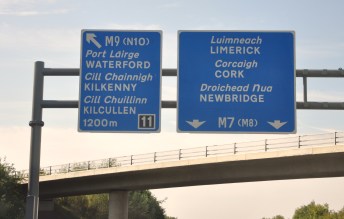 M9 (N10)
Port Láirge
WATERFORD
Cill Chainnigh
KILKENNY
Cill Chuillinn
KILCULLEN
1200m 11
Luimneach
LIMERICK
Corcaigh
CORK
Droichead Nua
NEWBRIDGE
M7 (M8)